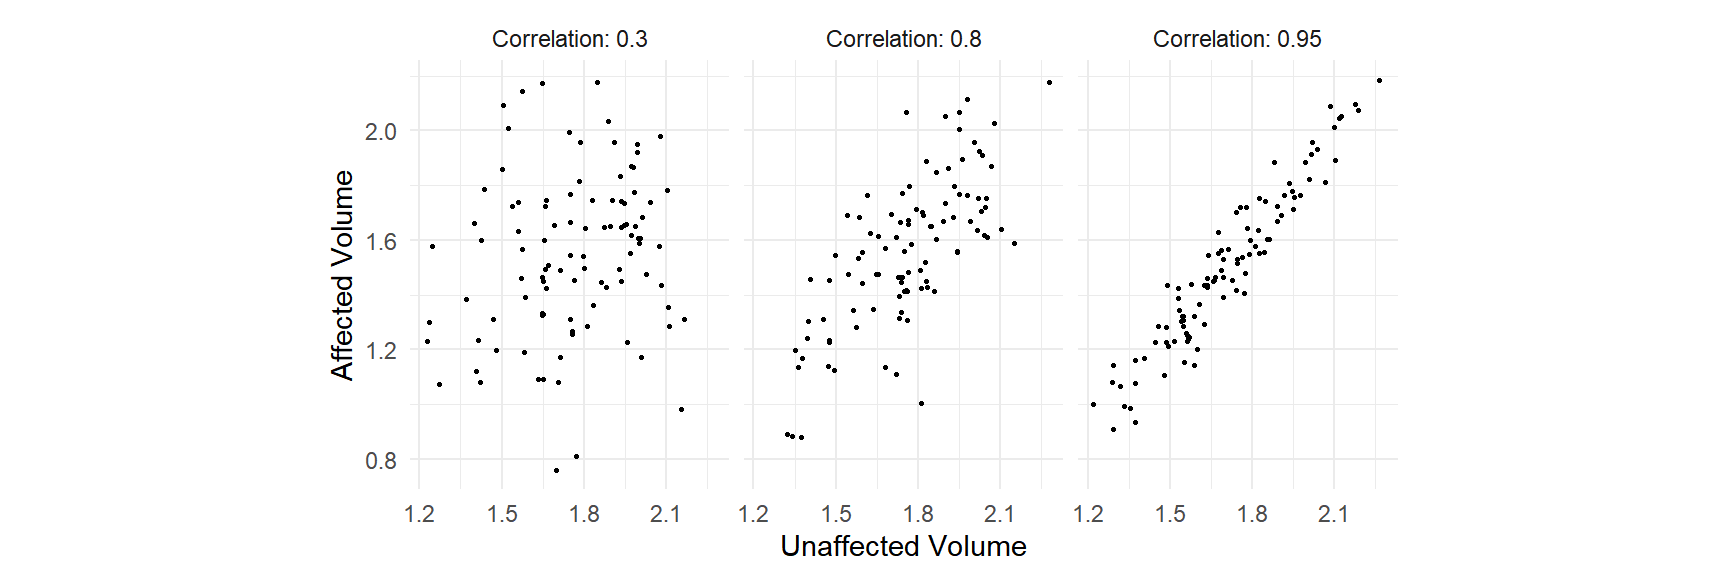 Correlation: 0.3
Correlation: 0.8
Correlation: 0.95
Affected Volume
2.0
1.6
1.2
0.8
1.2 1.5 1.8 2.1
1.2 1.5 1.8 2.1
1.2 1.5 1.8 2.1
Unaffected Volume